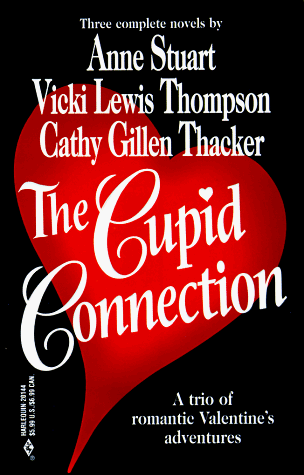 Three complete novels by
Anne Stuart
Vicki Lewis Thompson
Cathy Gillen Thacker
The Cupid
Connection
A trio of
romantic Valentine's
adventures
HARLEQUIN 20144
$5.99 U.S./$6.99 CAN.